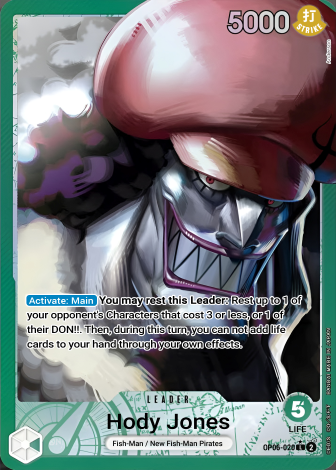 5000
打
STRIKE
Activate: Main You may rest this Leader: Rest up to 1 of
your opponent's Characters that cost 3 or less, or 1 of
their DON!!. Then, during this turn, you can not add life
cards to your hand through your own effects.
LEADER
Hody Jones
5
LIFE
Fish-Man / New Fish-Man Pirates
L 2